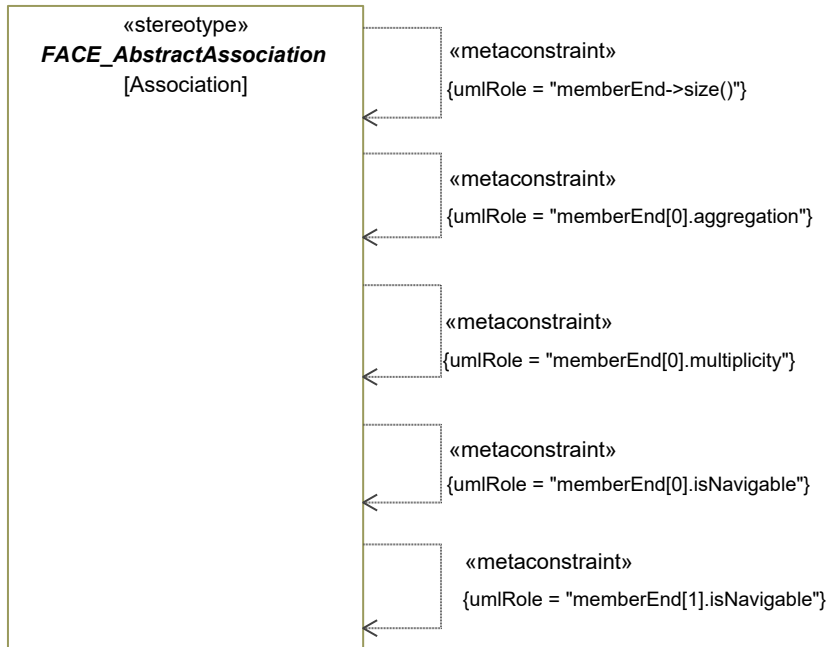 «stereotype»
FACE_AbstractAssociation
[Association]
«metaconstraint»
{umlRole = "memberEnd->size()"}
«metaconstraint»
{umlRole = "memberEnd[0].aggregation"}
«metaconstraint»
{umlRole = "memberEnd[0].multiplicity"}
«metaconstraint»
{umlRole = "memberEnd[0].isNavigable"}
«metaconstraint»
{umlRole = "memberEnd[1].isNavigable"}